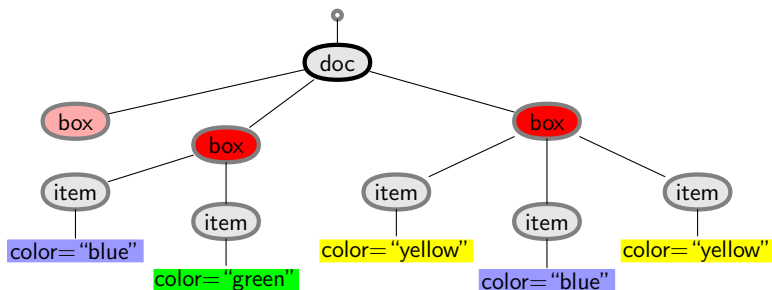 doc
box
box
box
item
item
item
item
item
color=“blue”
color=“green”
color=“yellow”
color=“blue”
color=“yellow”